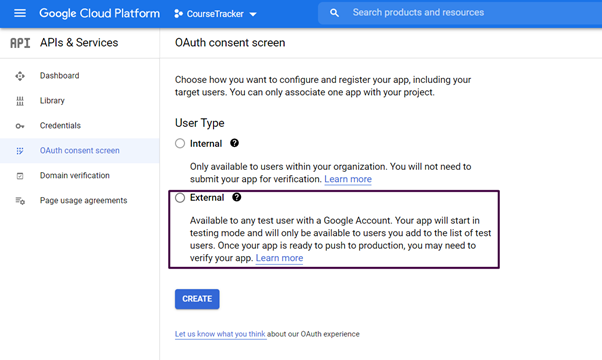 Google Cloud Platform
CourseTracker
Search products and resources
API
APIs & Services
OAuth consent screen
Dashboard
Library
Credentials
OAuth consent screen
Domain verification
Page usage agreements
Choose how you want to configure and register your app, including your
target users. You can only associate one app with your project.
User Type
Internal ?
Only available to users within your organization. You will not need to
submit your app for verification. Learn more
External ?
Available to any test user with a Google Account. Your app will start in
testing mode and will only be available to users you add to the list of test
users. Once your app is ready to push to production, you may need to
verify your app. Learn more
CREATE
Let us know what you think about our OAuth experience